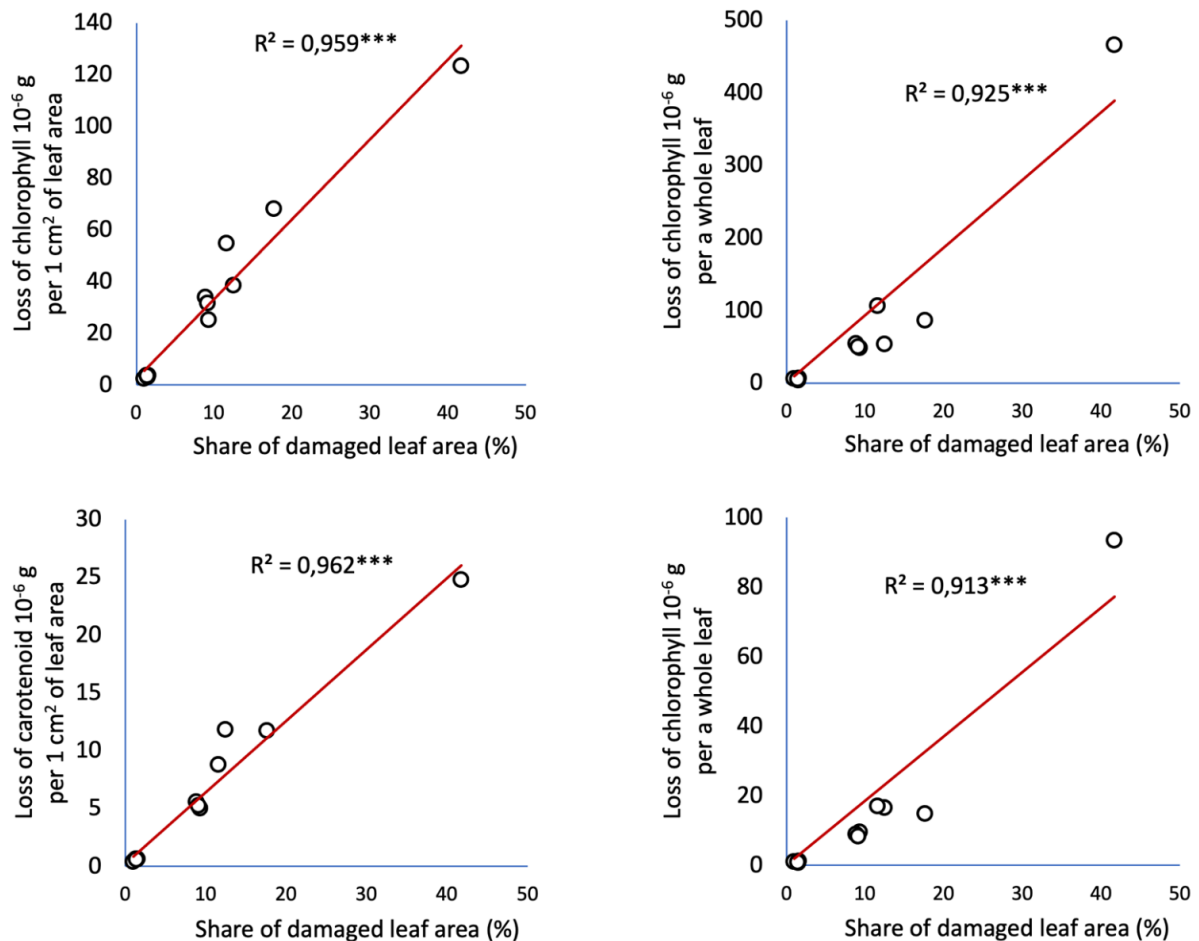 Loss of chlorophyll 10⁻⁶ g
per 1 cm² of leaf area
140
120
100
80
60
40
20
0
R² = 0,959***
0 10 20 30 40 50
Share of damaged leaf area (%)
Loss of chlorophyll 10⁻⁶ g
per a whole leaf
500
400
300
200
100
0
R² = 0,925***
0 10 20 30 40 50
Share of damaged leaf area (%)
Loss of carotenoid 10⁻⁶ g
per 1 cm² of leaf area
30
25
20
15
10
5
0
R² = 0,962***
0 10 20 30 40 50
Share of damaged leaf area (%)
Loss of chlorophyll 10⁻⁶ g
per a whole leaf
100
80
60
40
20
0
R² = 0,913***
0 10 20 30 40 50
Share of damaged leaf area (%)